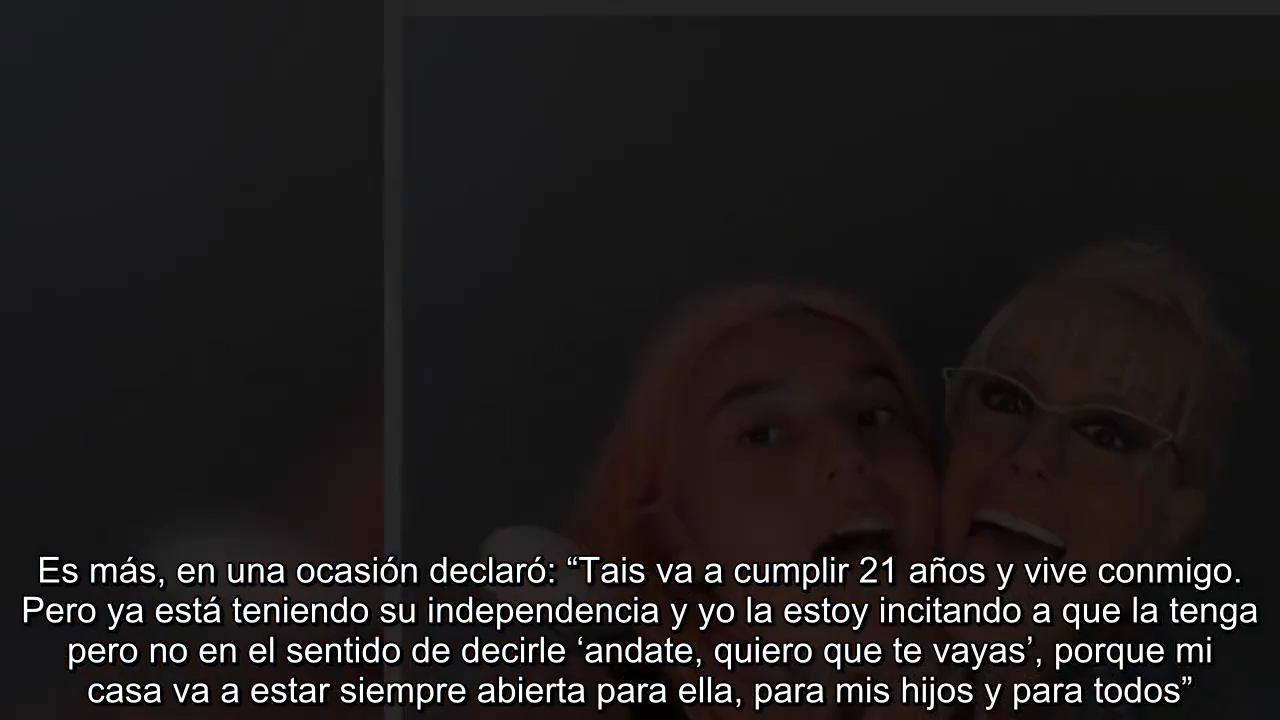 Es más, en una ocasión declaró: “Tais va a cumplir 21 años y vive conmigo.
Pero ya está teniendo su independencia y yo la estoy incitando a que la tenga
pero no en el sentido de decirle ‘andate, quiero que te vayas’, porque mi
casa va a estar siempre abierta para ella, para mis hijos y para todos”